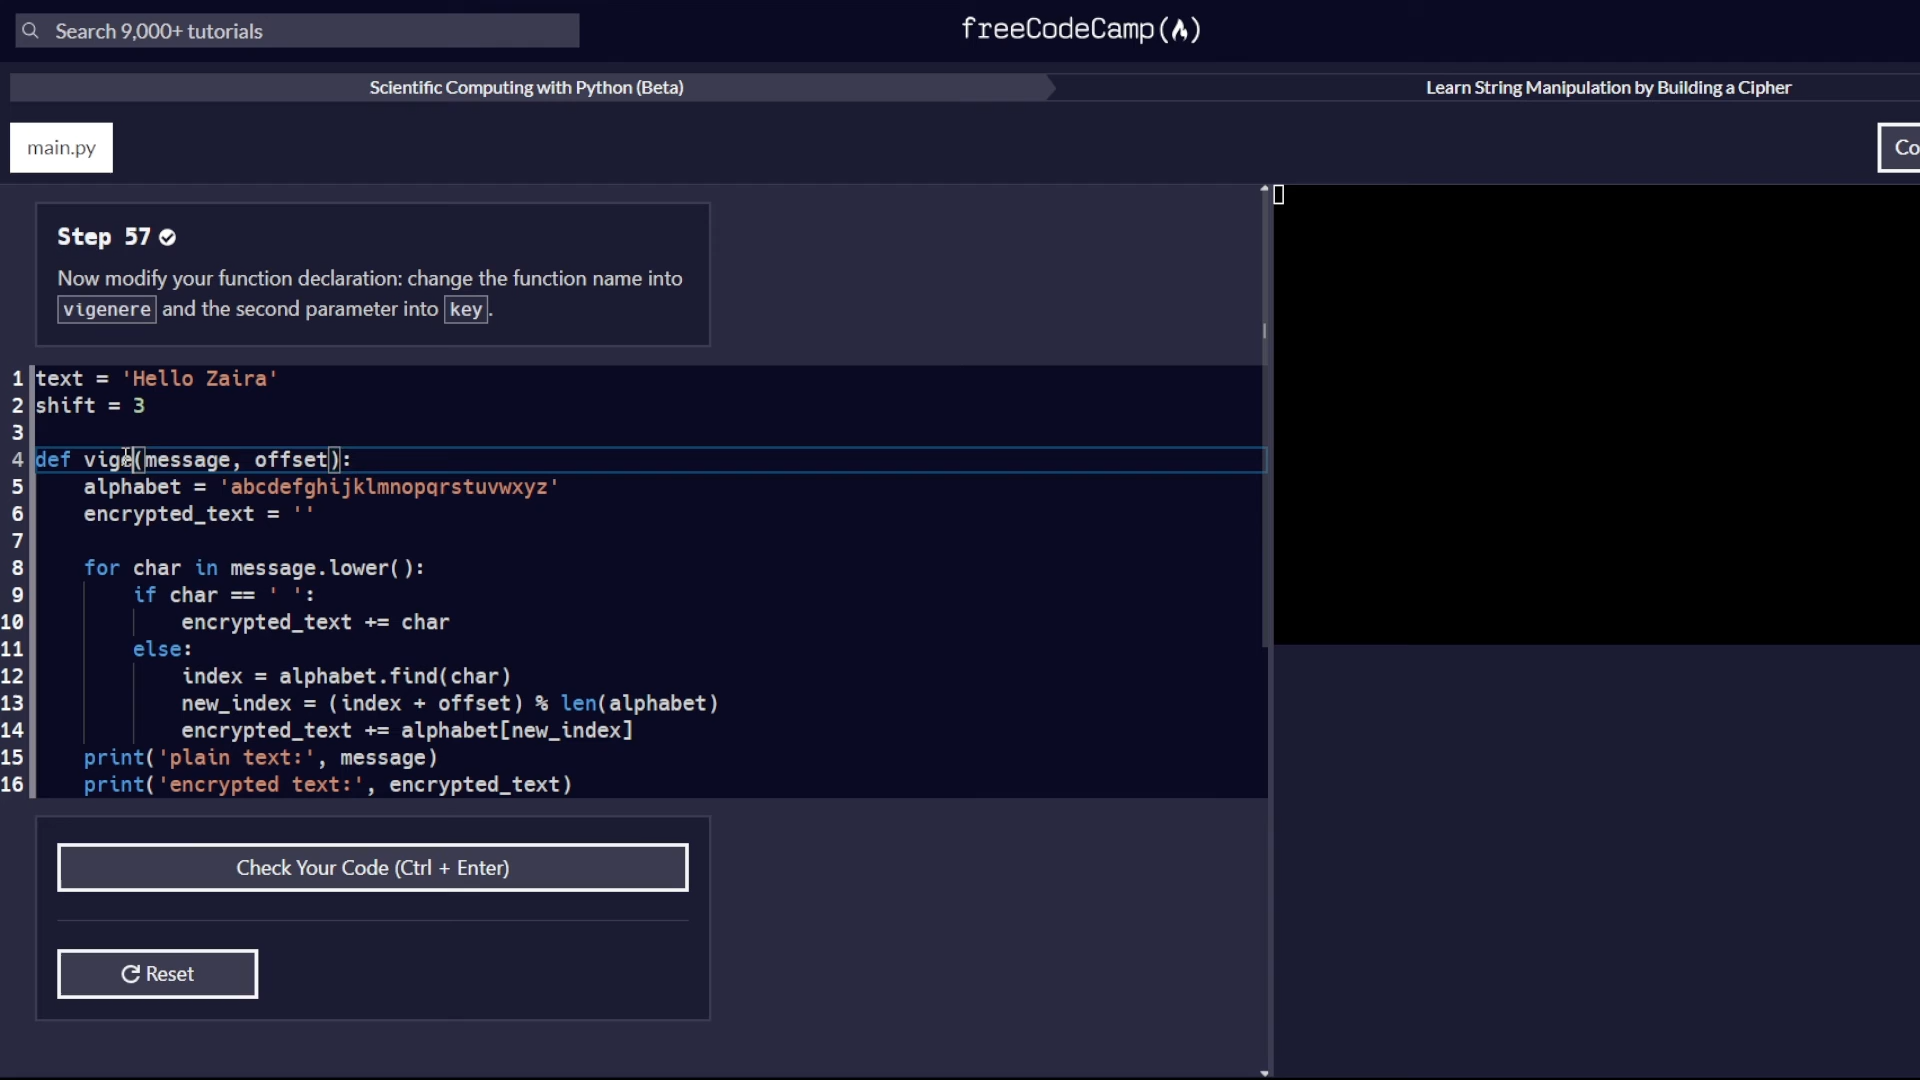 Search 9,000+ tutorials
freeCodeCamp
Scientific Computing with Python (Beta)
Learn String Manipulation by Building a Cipher
main.py
Co
Step 57
Now modify your function declaration: change the function name into
vigenere and the second parameter into key.
1 text = 'Hello Zaira'
2 shift = 3
3
4 def vige(message, offset):
5     alphabet = 'abcdefghijklmnopqrstuvwxyz'
6     encrypted_text = ''
7
8     for char in message.lower():
9         if char == ' ':
10             encrypted_text += char
11         else:
12             index = alphabet.find(char)
13             new_index = (index + offset) % len(alphabet)
14             encrypted_text += alphabet[new_index]
15     print('plain text:', message)
16     print('encrypted text:', encrypted_text)
Check Your Code (Ctrl + Enter)
Reset